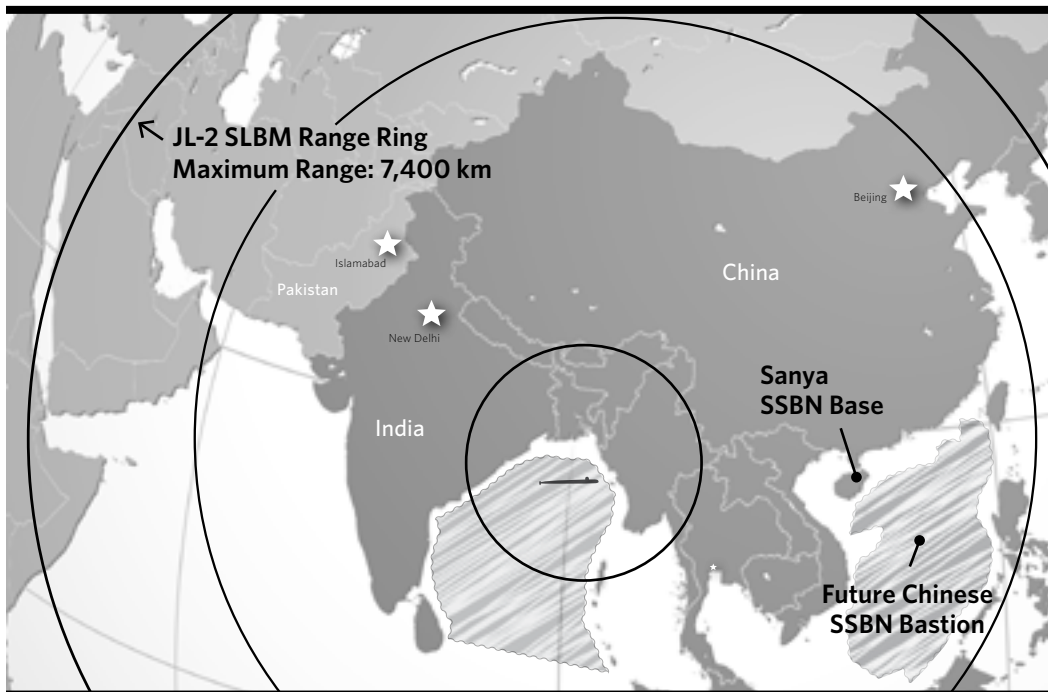 JL-2 SLBM Range Ring
Maximum Range: 7,400 km
Beijing
Islamabad
Pakistan
China
New Delhi
Sanya
SSBN Base
India
Future Chinese
SSBN Bastion